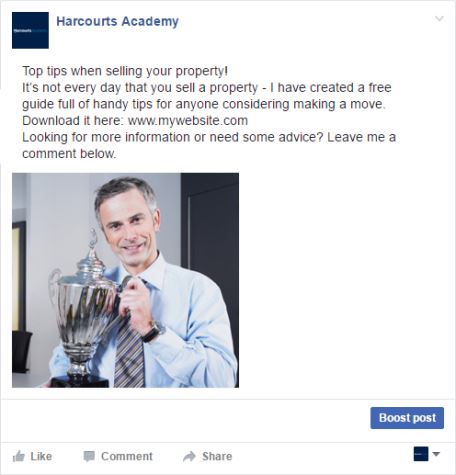 Harcourts Academy
Top tips when selling your property!
It's not every day that you sell a property - I have created a free
guide full of handy tips for anyone considering making a move.
Download it here: www.mywebsite.com
Looking for more information or need some advice? Leave me a
comment below.
Boost post
Like Comment Share